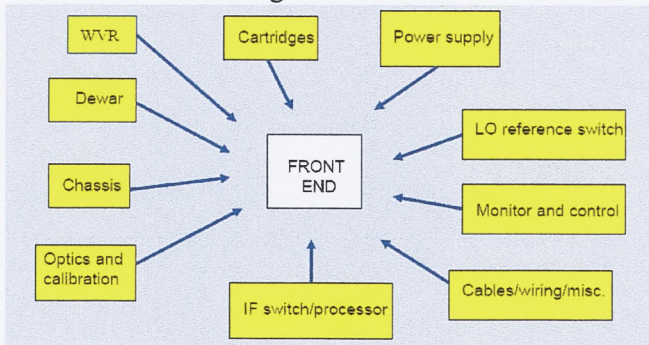 WVR
Cartridges
Power supply
Dewar
LO reference switch
FRONT
END
Chassis
Monitor and control
Optics and
calibration
IF switch/processor
Cables/wiring/misc.